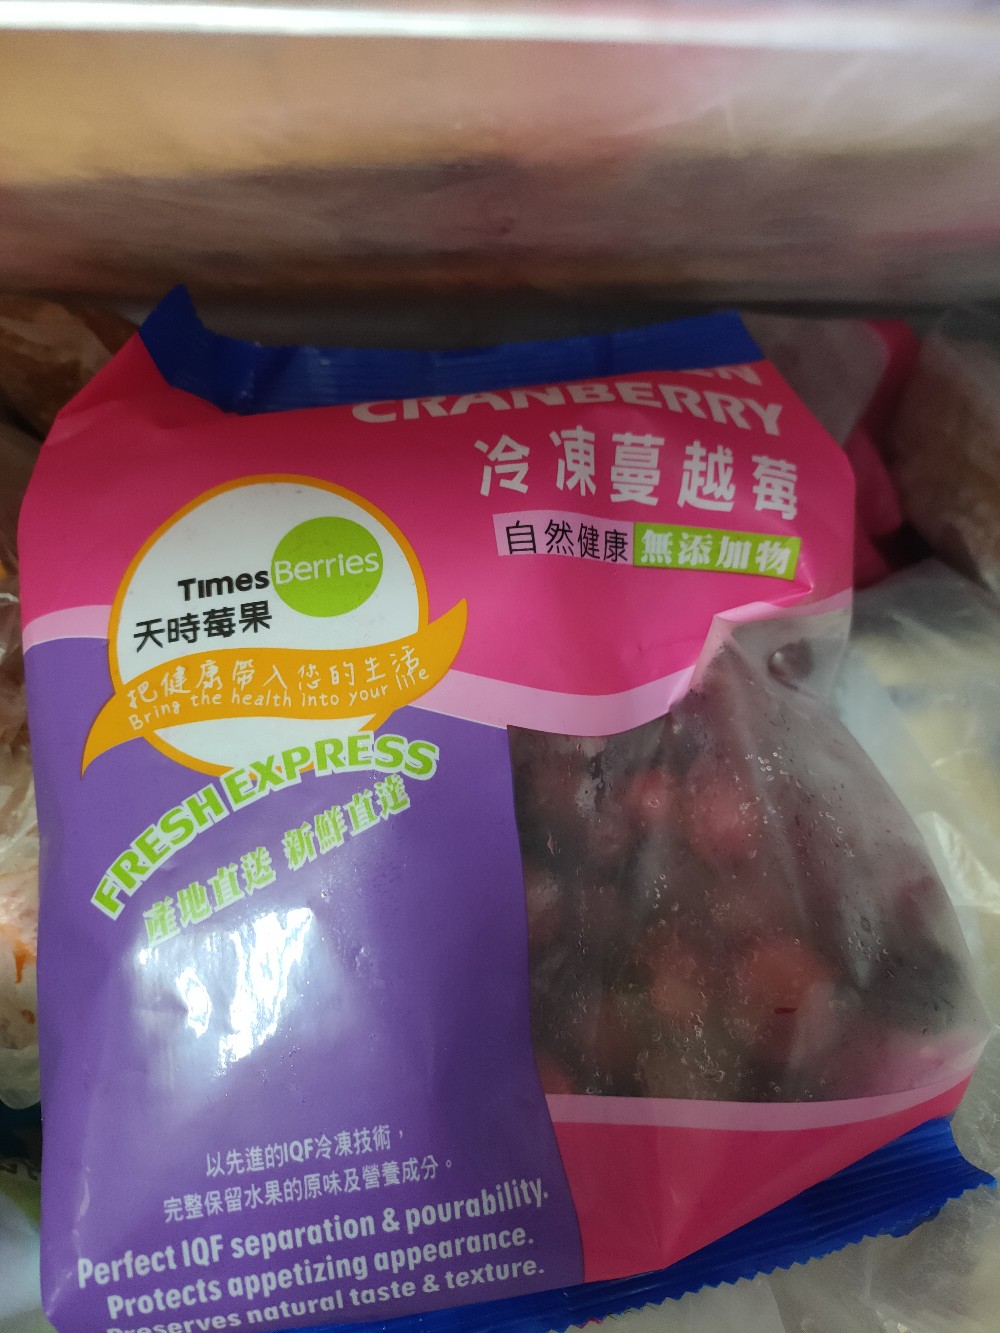 CRANBERRY
冷凍蔓越莓
自然健康 無添加物
Times Berries
天時莓果
把健康帶入您的生活
Bring the health into your life
FRESH EXPRESS
產地直送 新鮮直送
以先進的IQF冷凍技術，
完整保留水果的原味及營養成分。
Perfect IQF separation & pourability.
Protects appetizing appearance.
Preserves natural taste & texture.